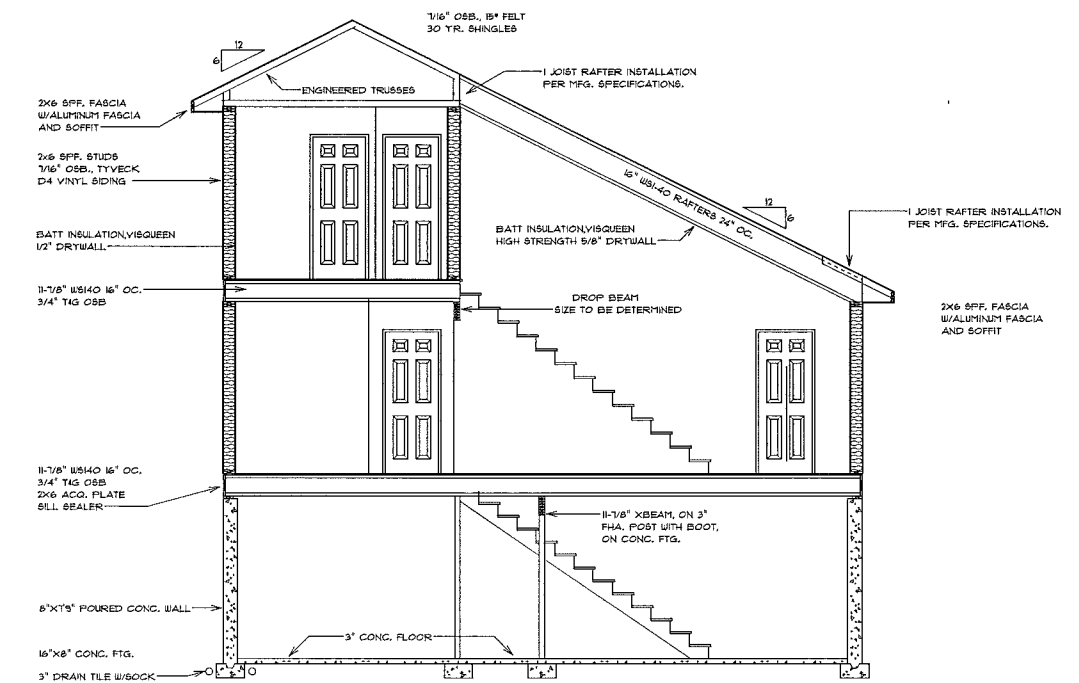 7/16" OSB., 15# FELT
30 YR. SHINGLES
12
6
ENGINEERED TRUSSES
I JOIST RAFTER INSTALLATION
PER MFG. SPECIFICATIONS.
2X6 SPF. FASCIA
W/ALUMINUM FASCIA
AND SOFFIT
2x6 SPF. STUDS
7/16" OSB., TYVECK
D4 VINYL SIDING
16" WSI-40 RAFTERS 24" OC.
12
6
I JOIST RAFTER INSTALLATION
PER MFG. SPECIFICATIONS.
BATT INSULATION,VISQUEEN
1/2" DRYWALL
BATT INSULATION,VISQUEEN
HIGH STRENGTH 5/8" DRYWALL
11-7/8" WSI40 16" OC.
3/4" T&G OSB
DROP BEAM
SIZE TO BE DETERMINED
2X6 SPF. FASCIA
W/ALUMINUM FASCIA
AND SOFFIT
11-7/8" WSI40 16" OC.
3/4" T&G OSB
2X6 ACQ. PLATE
SILL SEALER
11-7/8" XBEAM, ON 3"
FHA. POST WITH BOOT,
ON CONC. FTG.
POURED CONC. WALL
3" CONC. FLOOR
16"X8" CONC. FTG.
3" DRAIN TILE W/SOCK